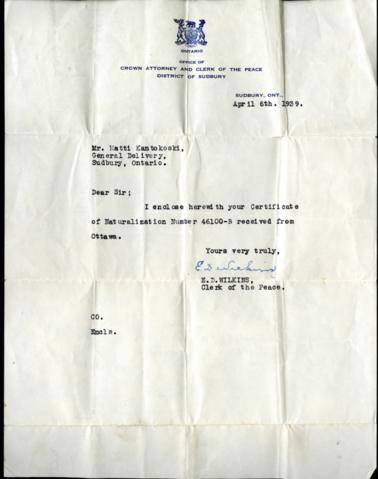 ONTARIO
OFFICE OF
CROWN ATTORNEY AND CLERK OF THE PEACE
DISTRICT OF SUDBURY
SUDBURY, ONT.,
April 6th. 1939.
Mr. Matti Kantokoski,
General Delivery,
Sudbury, Ontario.
Dear Sir;
I enclose herewith your Certificate
of Naturalization Number 46100-B received from
Ottawa.
Yours very truly,
E D Wilkins
E.D.WILKINS,
Clerk of the Peace.
CO.
Encls.